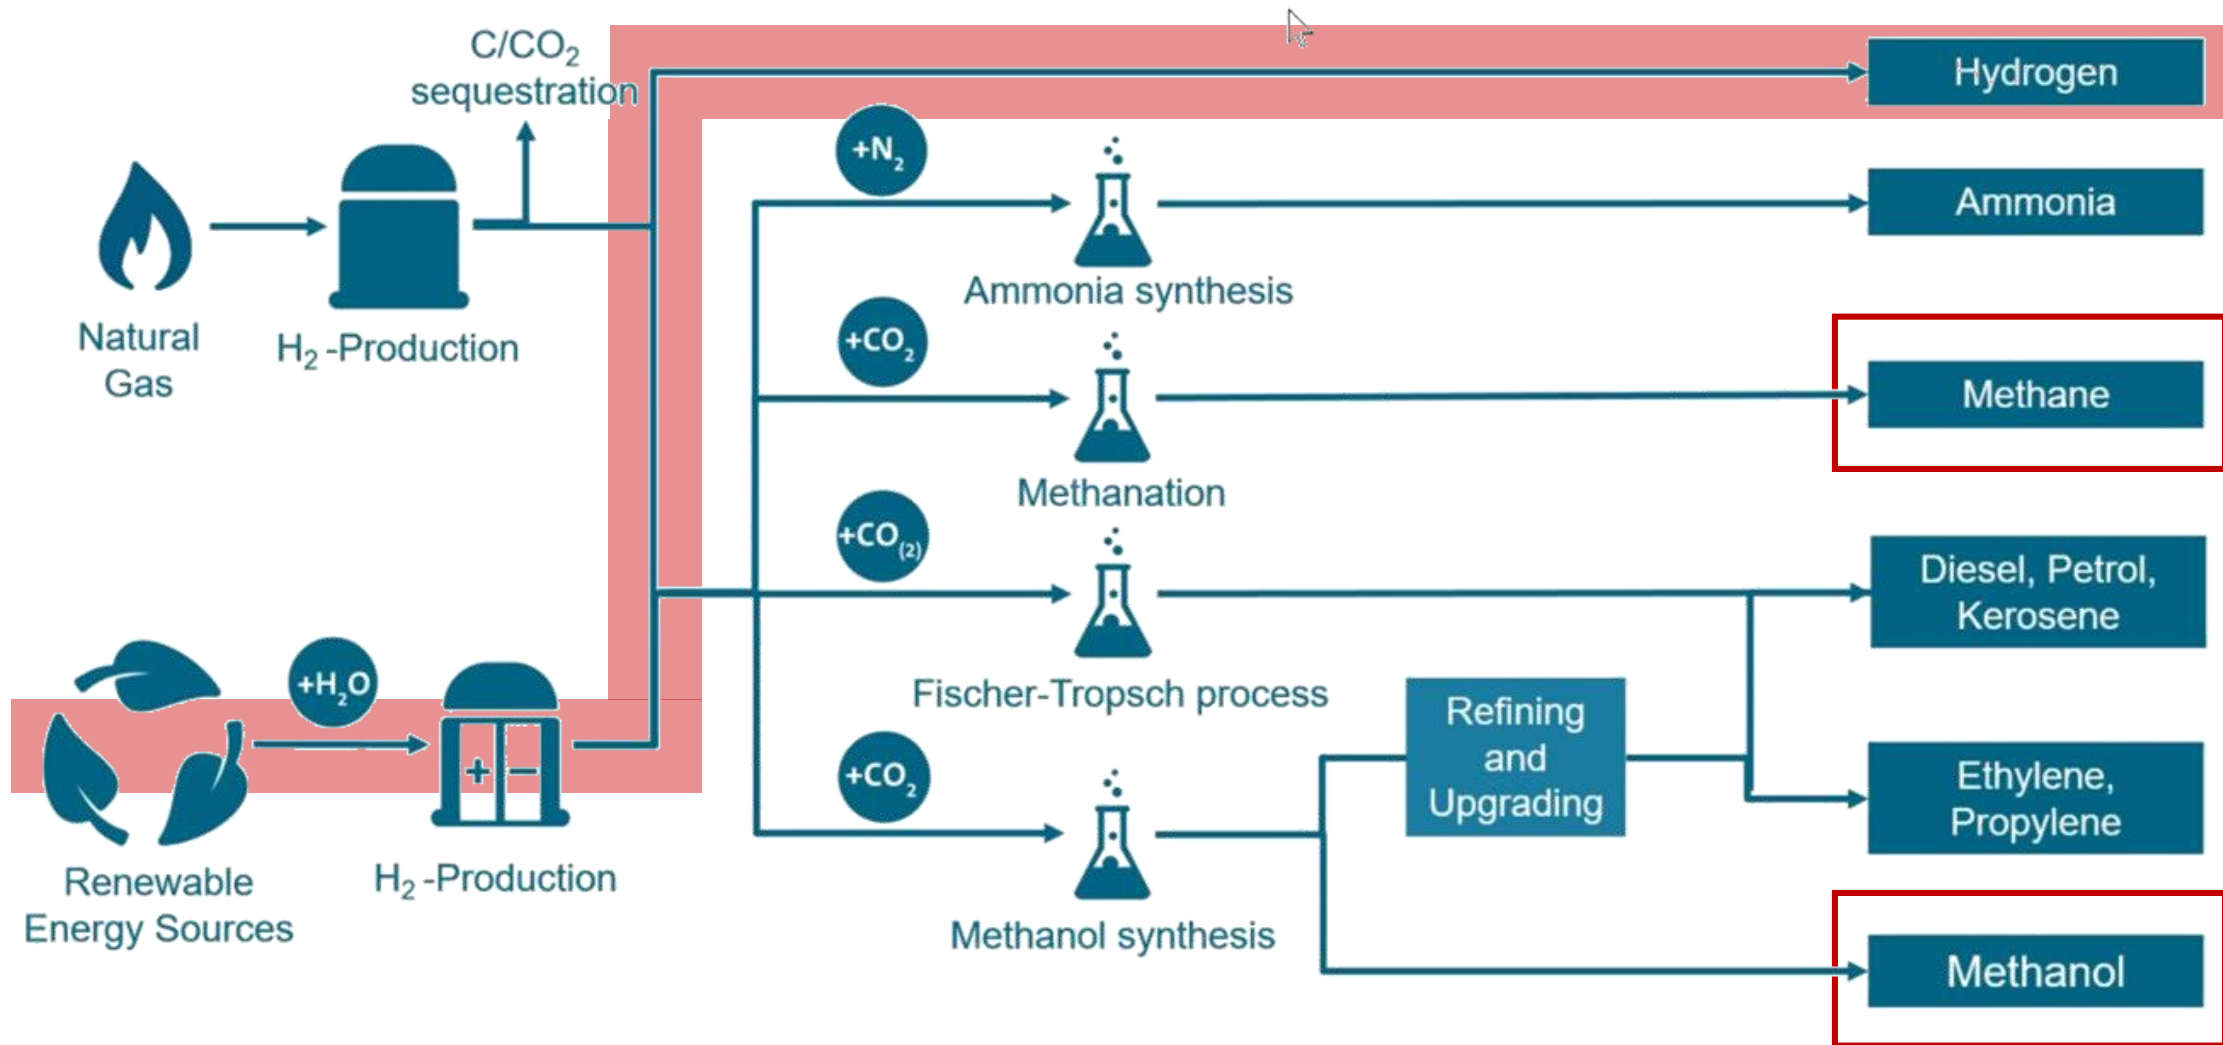 C/CO₂
sequestration
Hydrogen
+N₂
Ammonia
Ammonia synthesis
Natural
Gas
H₂ -Production
+CO₂
Methane
Methanation
+CO₍₂₎
Diesel, Petrol,
Kerosene
Fischer-Tropsch process
+H₂O
+ −
Refining
and
Upgrading
+CO₂
Ethylene,
Propylene
Renewable
Energy Sources
H₂ -Production
Methanol synthesis
Methanol